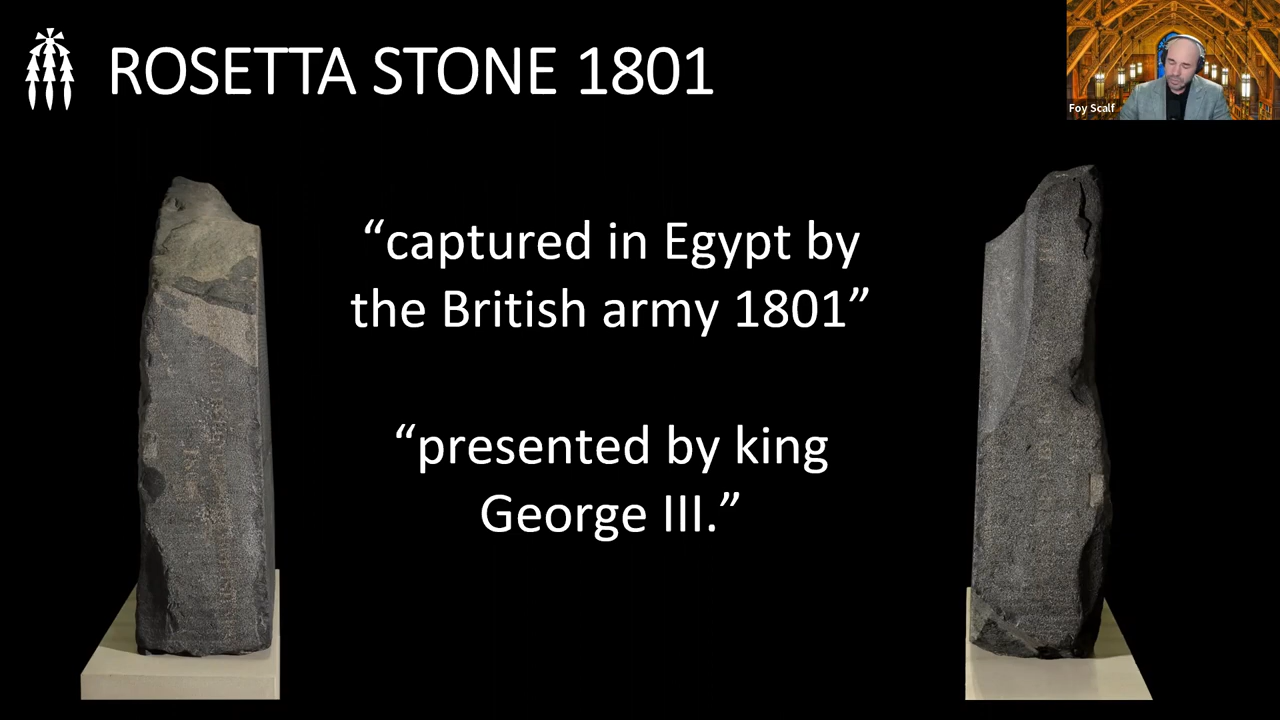 ROSETTA STONE 1801
Foy Scalf
“captured in Egypt by
the British army 1801”
“presented by king
George III.”